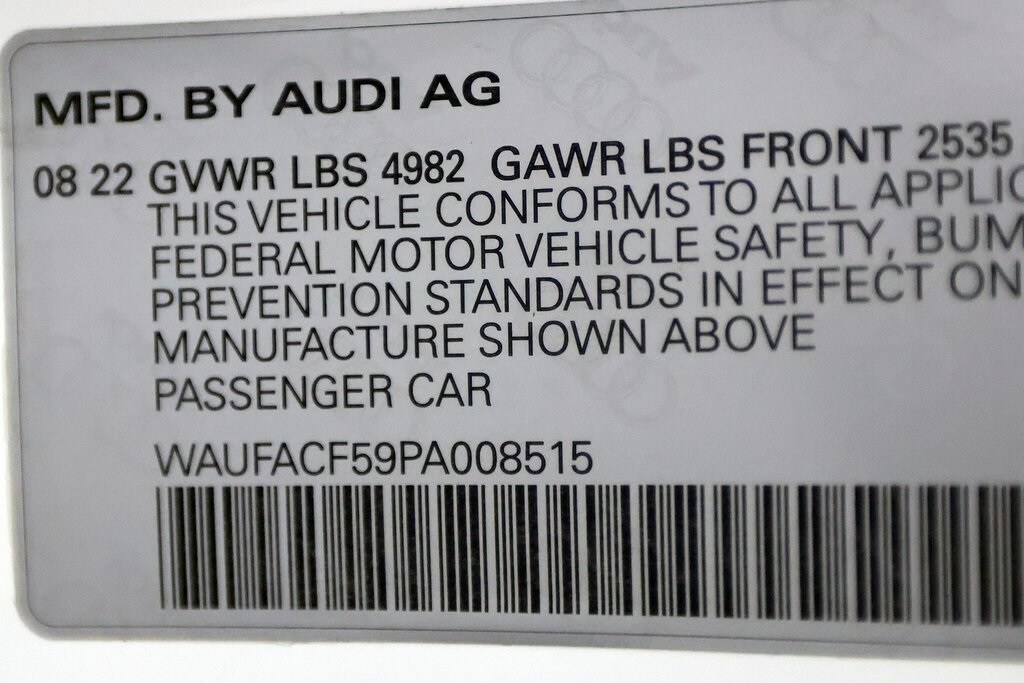 MFD. BY AUDI AG
08 22 GVWR LBS 4982 GAWR LBS FRONT 2535
THIS VEHICLE CONFORMS TO ALL APPLIC
FEDERAL MOTOR VEHICLE SAFETY, BUM
PREVENTION STANDARDS IN EFFECT ON
MANUFACTURE SHOWN ABOVE
PASSENGER CAR
WAUFACF59PA008515